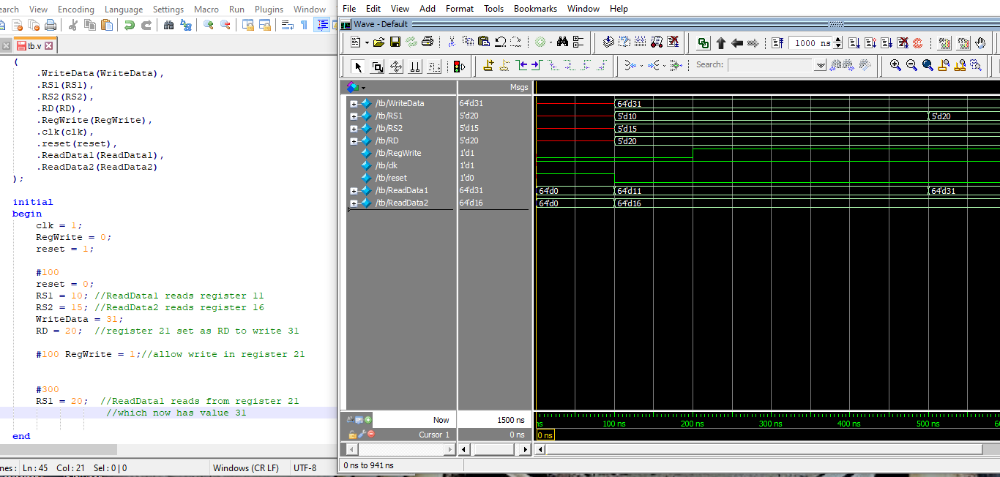 earch View Encoding Language Settings Macro Run Plugins Window
tb.v
(
.WriteData(WriteData),
.RS1(RS1),
.RS2(RS2),
.RD(RD),
.RegWrite(RegWrite),
.clk(clk),
.reset(reset),
.ReadData1(ReadData1),
.ReadData2(ReadData2)
);
initial
begin
clk = 1;
RegWrite = 0;
reset = 1;
#100
reset = 0;
RS1 = 10; //ReadData1 reads register 11
RS2 = 15; //ReadData2 reads register 16
WriteData = 31;
RD = 20; //register 21 set as RD to write 31
#100 RegWrite = 1;//allow write in register 21
#300
RS1 = 20; //ReadData1 reads from register 21
//which now has value 31
end
nes: Ln:45 Col:21 Sel:0|0 Windows (CR LF) UTF-8
File Edit View Add Format Tools Bookmarks Window Help
Wave - Default
1000 ns
Search:
Msgs
/tb/WriteData 64'd31 64'd31
/tb/RS1 5'd20 5'd10 5'd20
/tb/RS2 5'd15 5'd15
/tb/RD 5'd20 5'd20
/tb/RegWrite 1'd1
/tb/clk 1'd1
/tb/reset 1'd0
/tb/ReadData1 64'd31 64'd0 64'd11 64'd31
/tb/ReadData2 64'd16 64'd0 64'd16
Now 1500 ns ns 100 ns 200 ns 300 ns 400 ns 500 ns 6
Cursor 1 0 ns 0 ns
0 ns to 941 ns